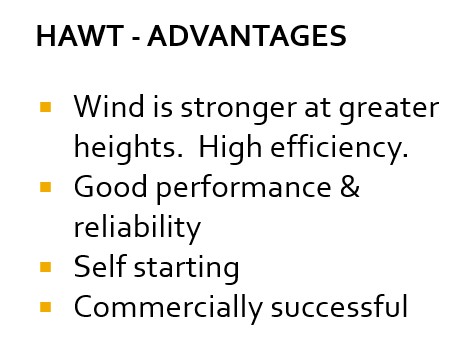 HAWT - ADVANTAGES
▪ Wind is stronger at greater
heights.  High efficiency.
▪ Good performance &
reliability
▪ Self starting
▪ Commercially successful